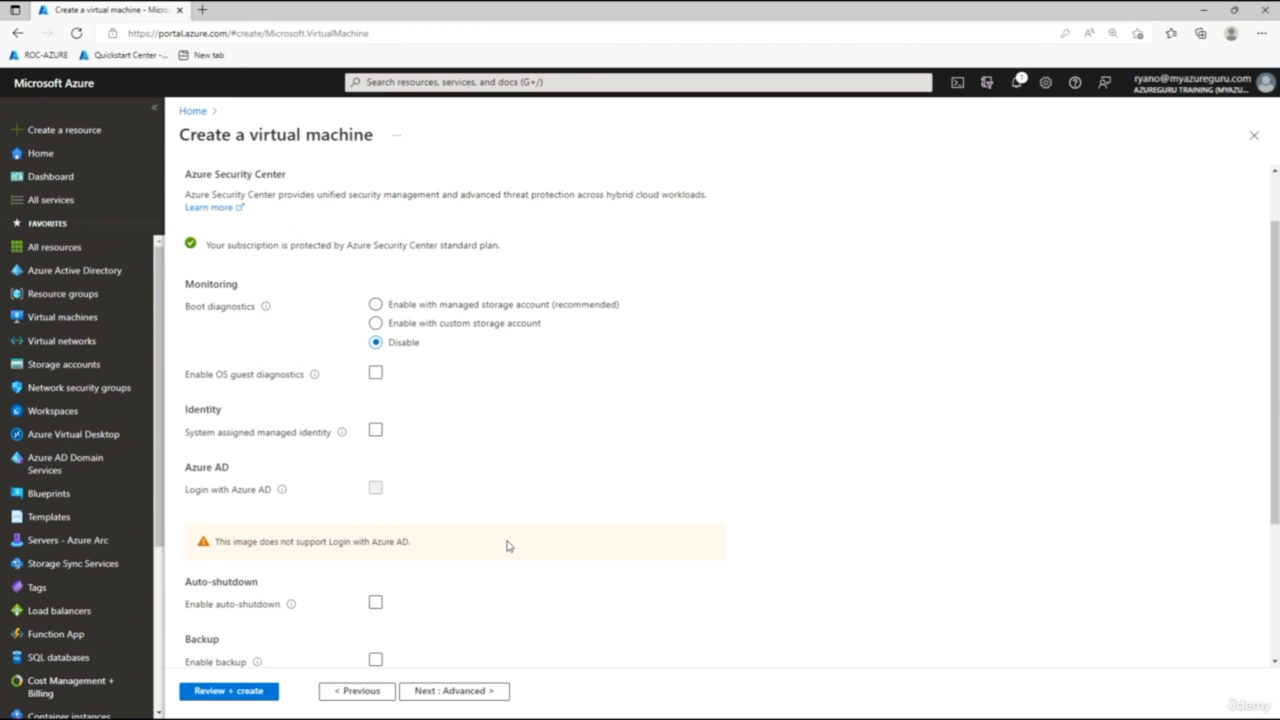 Create a virtual machine - Micro
https://portal.azure.com/#create/Microsoft.VirtualMachine
ROC-AZURE
Quickstart Center -...
New tab
Microsoft Azure
Search resources, services, and docs (G+/)
1
ryano@myazureguru.com
AZUREGURU TRAINING (MYAZU...
Create a resource
Home
Dashboard
All services
FAVORITES
All resources
Azure Active Directory
Resource groups
Virtual machines
Virtual networks
Storage accounts
Network security groups
Workspaces
Azure Virtual Desktop
Azure AD Domain
Services
Blueprints
Templates
Servers - Azure Arc
Storage Sync Services
Tags
Load balancers
Function App
SQL databases
Cost Management +
Billing
Container instances
Home >
Create a virtual machine ...
Azure Security Center
Azure Security Center provides unified security management and advanced threat protection across hybrid cloud workloads.
Learn more
Your subscription is protected by Azure Security Center standard plan.
Monitoring
Boot diagnostics
Enable with managed storage account (recommended)
Enable with custom storage account
Disable
Enable OS guest diagnostics
Identity
System assigned managed identity
Azure AD
Login with Azure AD
This image does not support Login with Azure AD.
Auto-shutdown
Enable auto-shutdown
Backup
Enable backup
Review + create
< Previous
Next : Advanced >
ûdemy